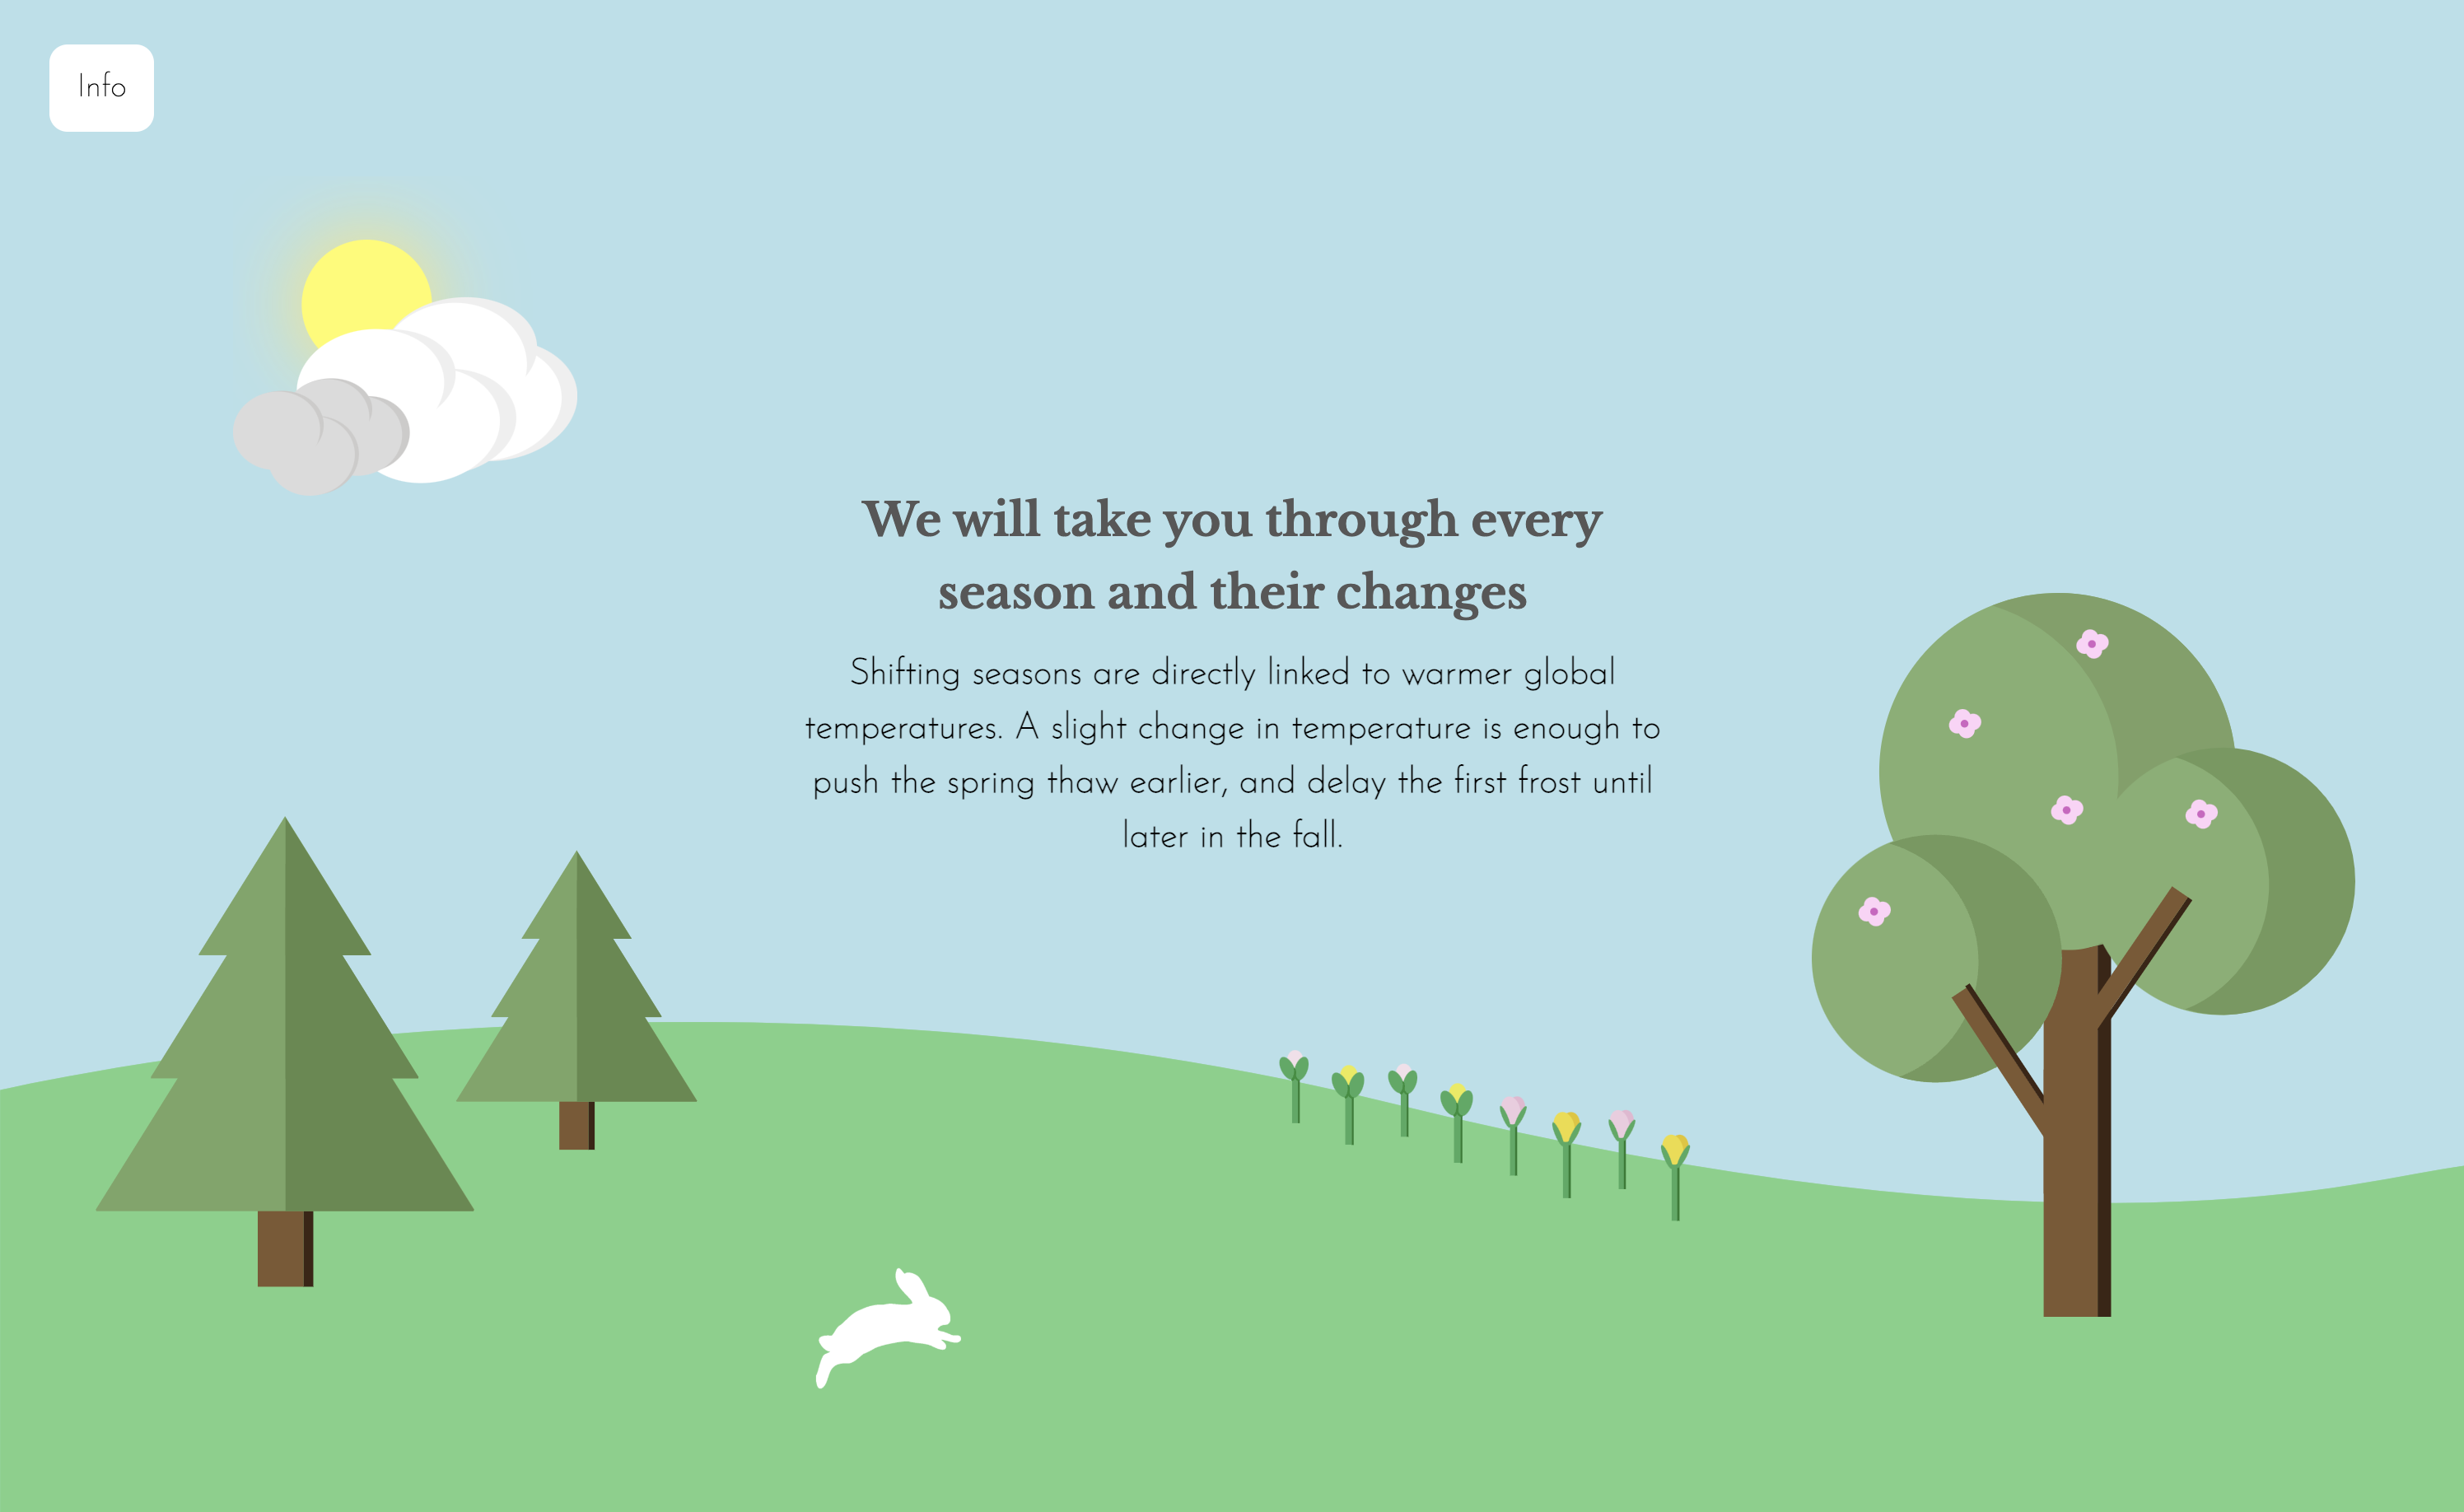 Info
We will take you through every
season and their changes
Shifting seasons are directly linked to warmer global
temperatures. A slight change in temperature is enough to
push the spring thaw earlier, and delay the first frost until
later in the fall.